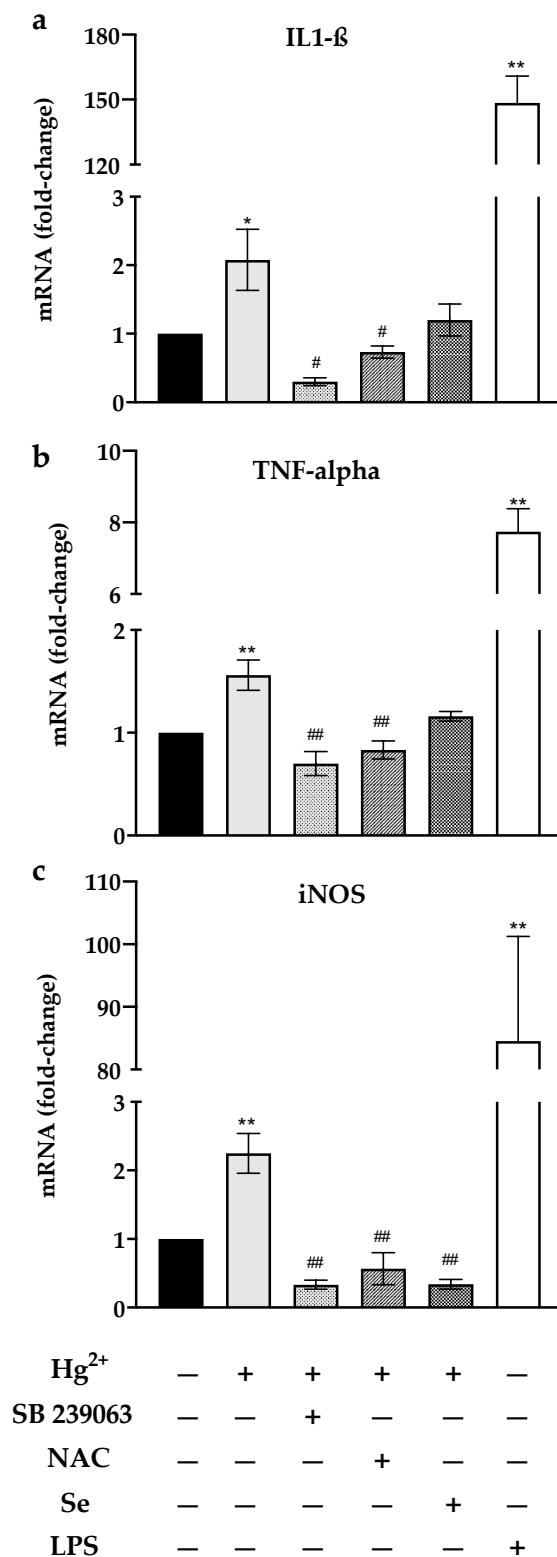 a
IL1-ß
180
**
150
120
mRNA (fold-change)
3
*
2
#
#
1
0
b
TNF-alpha
10
**
8
6
mRNA (fold-change)
2
**
##
##
1
0
c
iNOS
110
**
100
90
80
mRNA (fold-change)
3
**
2
##
##
##
1
0
Hg²⁺ — + + + + —
SB 239063 — — + — — —
NAC — — — + — —
Se — — — — + —
LPS — — — — — +